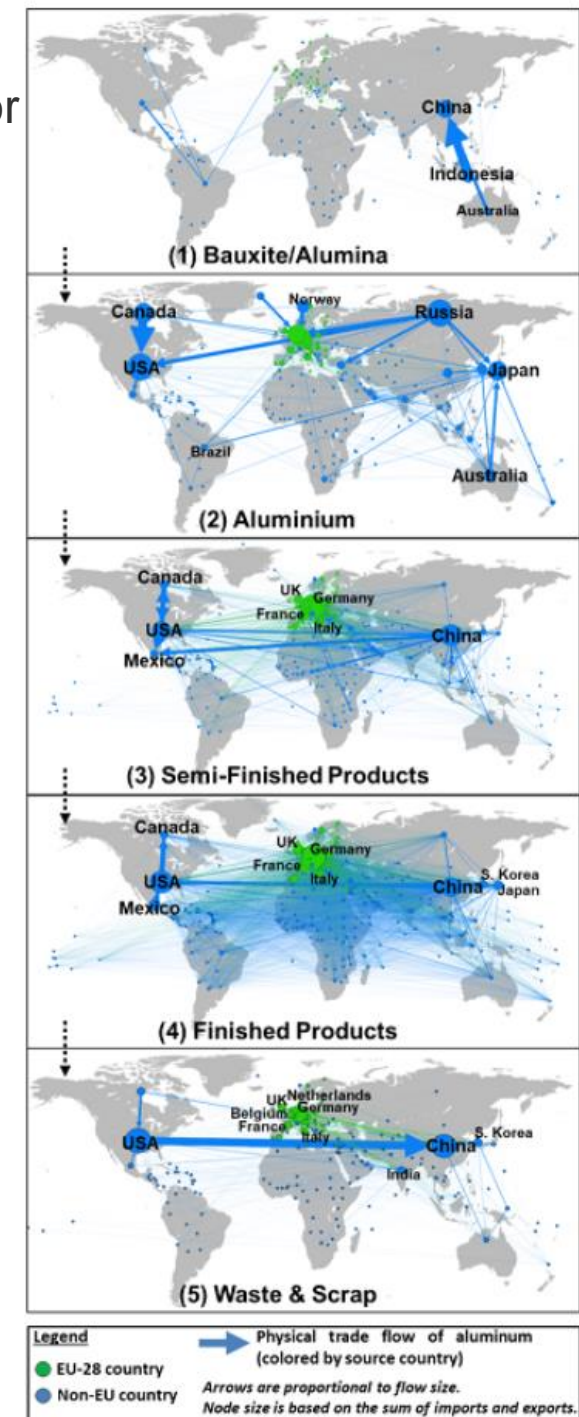 or
China
Indonesia
Australia
(1) Bauxite/Alumina
Canada
Norway
Russia
USA
Japan
Brazil
Australia
(2) Aluminium
Canada
UK
Germany
France
USA
Italy
China
Mexico
(3) Semi-Finished Products
Canada
UK
Germany
France
USA
Italy
China
S. Korea
Japan
Mexico
(4) Finished Products
UK
Netherlands
Belgium
Germany
France
USA
Italy
China
S. Korea
India
(5) Waste & Scrap
Legend
EU-28 country
Non-EU country
Physical trade flow of aluminum
(colored by source country)
Arrows are proportional to flow size.
Node size is based on the sum of imports and exports.